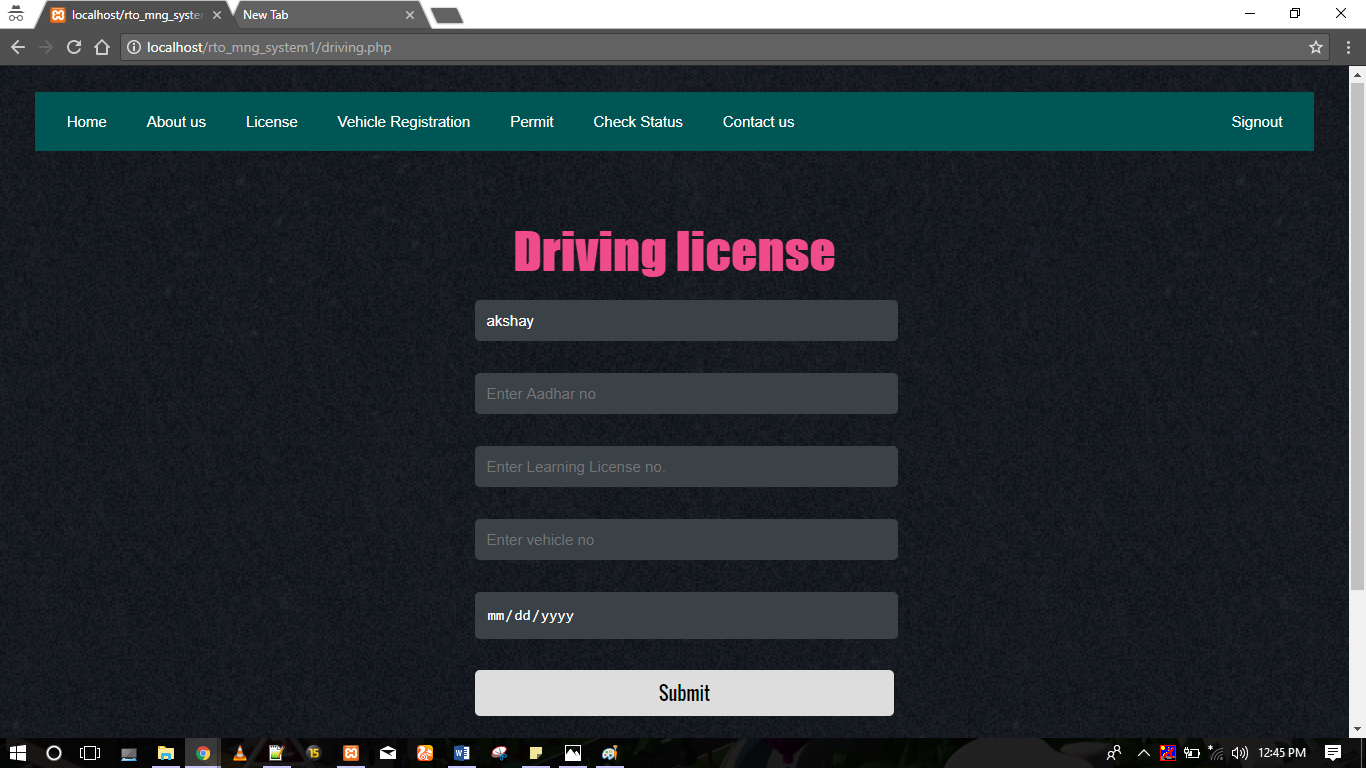 localhost/rto_mng_system
New Tab
localhost/rto_mng_system1/driving.php
Home About us License Vehicle Registration Permit Check Status Contact us Signout
Driving license
akshay
Enter Aadhar no
Enter Learning License no.
Enter vehicle no
mm/dd/yyyy
Submit
15
12:45 PM